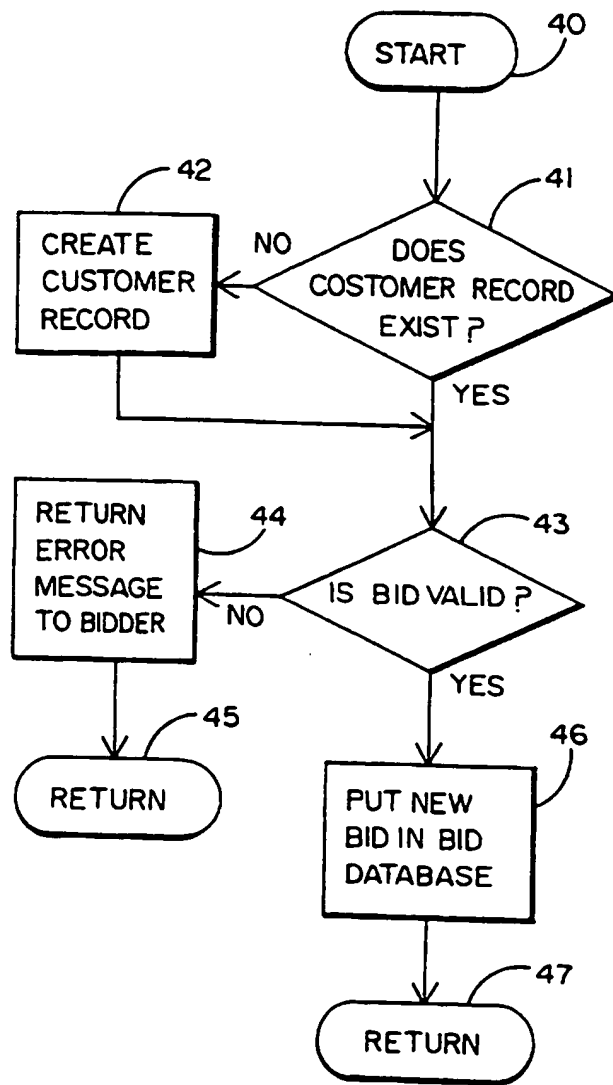 40
START
41
DOES
COSTOMER RECORD
EXIST?
NO
YES
42
CREATE
CUSTOMER
RECORD
43
IS BID VALID?
NO
YES
44
RETURN
ERROR
MESSAGE
TO BIDDER
45
RETURN
46
PUT NEW
BID IN BID
DATABASE
47
RETURN